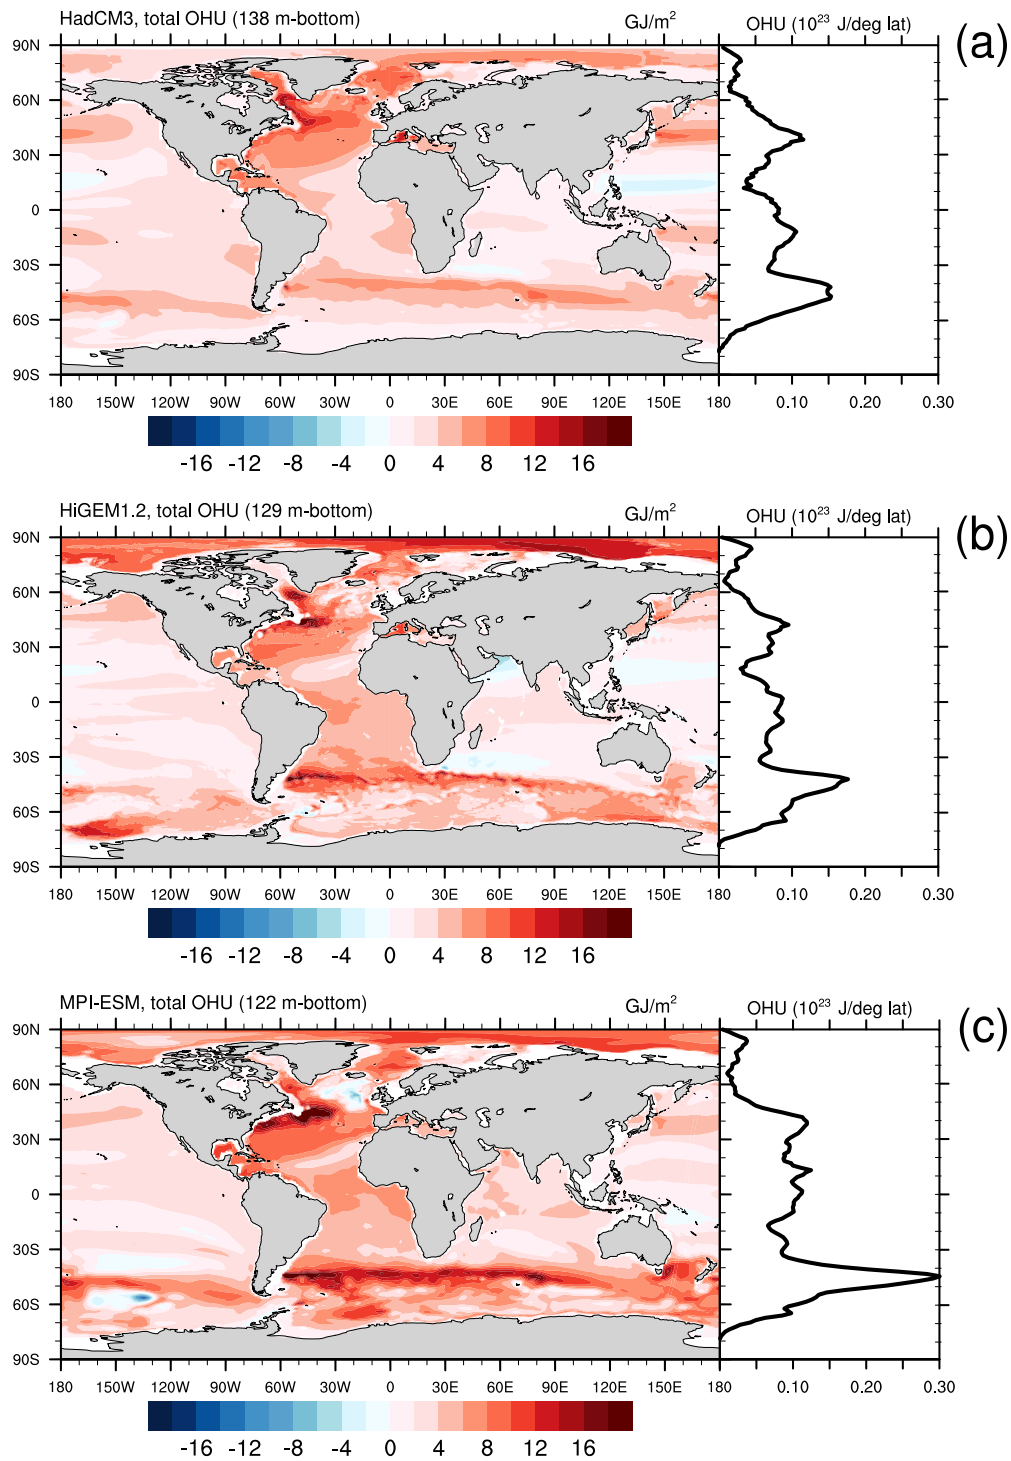 HadCM3, total OHU (138 m-bottom) GJ/m² OHU (10²³ J/deg lat) (a)
90N
60N
30N
0
30S
60S
90S
180 150W 120W 90W 60W 30W 0 30E 60E 90E 120E 150E 180 0.10 0.20 0.30
-16 -12 -8 -4 0 4 8 12 16
HiGEM1.2, total OHU (129 m-bottom) GJ/m² OHU (10²³ J/deg lat) (b)
90N
60N
30N
0
30S
60S
90S
180 150W 120W 90W 60W 30W 0 30E 60E 90E 120E 150E 180 0.10 0.20 0.30
-16 -12 -8 -4 0 4 8 12 16
MPI-ESM, total OHU (122 m-bottom) GJ/m² OHU (10²³ J/deg lat) (c)
90N
60N
30N
0
30S
60S
90S
180 150W 120W 90W 60W 30W 0 30E 60E 90E 120E 150E 180 0.10 0.20 0.30
-16 -12 -8 -4 0 4 8 12 16